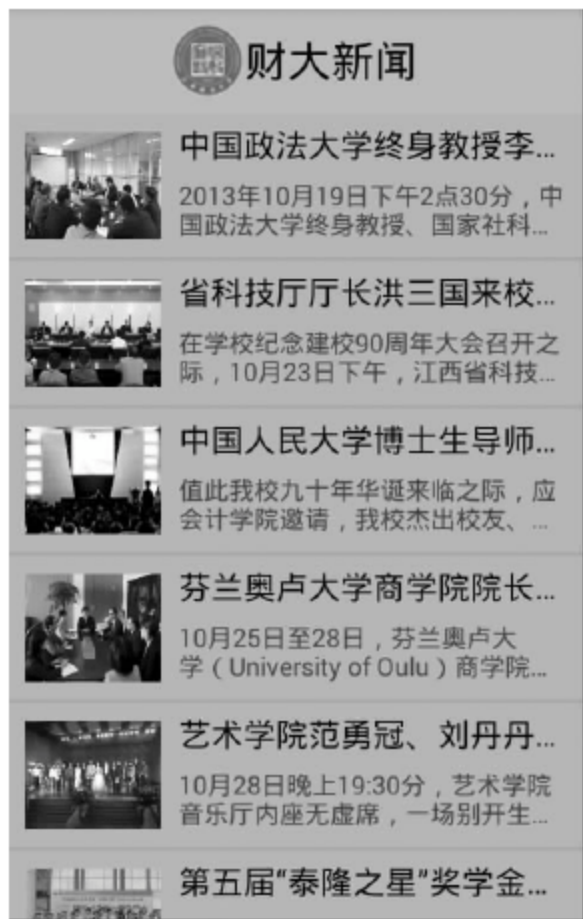 财大新闻
中国政法大学终身教授李...
2013年10月19日下午2点30分，中
国政法大学终身教授、国家社科...
省科技厅厅长洪三国来校...
在学校纪念建校90周年大会召开之
际，10月23日下午，江西省科技...
中国人民大学博士生导师...
值此我校九十年华诞来临之际，应
会计学院邀请，我校杰出校友、...
芬兰奥卢大学商学院院长...
10月25日至28日，芬兰奥卢大
学（University of Oulu）商学院...
艺术学院范勇冠、刘丹丹...
10月28日晚上19:30分，艺术学院
音乐厅内座无虚席，一场别开生...
第五届“泰隆之星”奖学金...